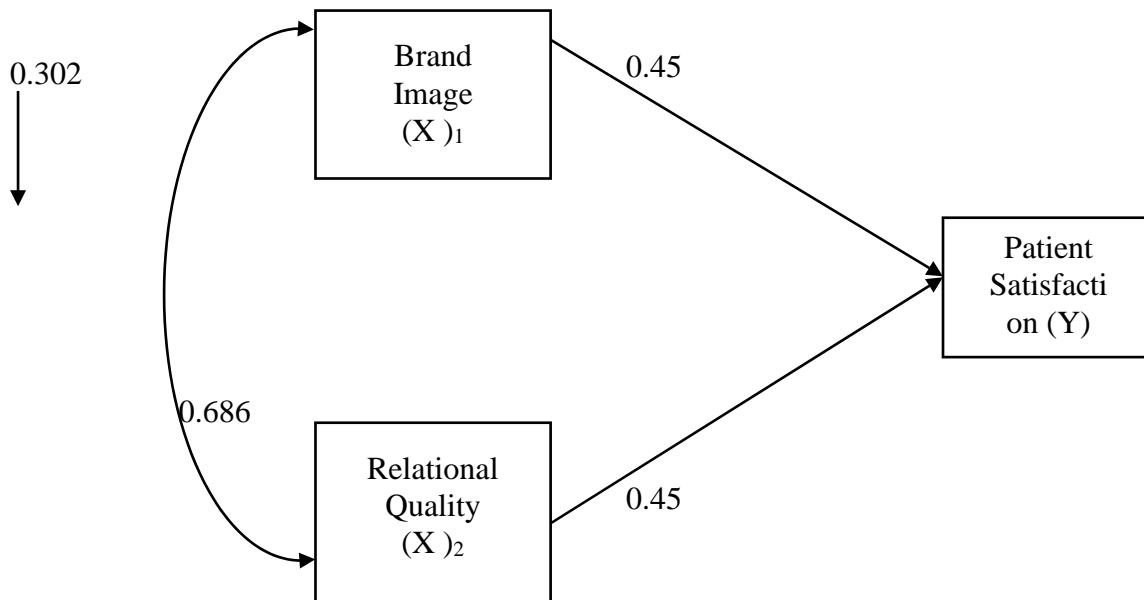 0.302
Brand
Image
(X )₁
0.45
Patient
Satisfacti
on (Y)
0.686
Relational
Quality
(X )₂
0.45